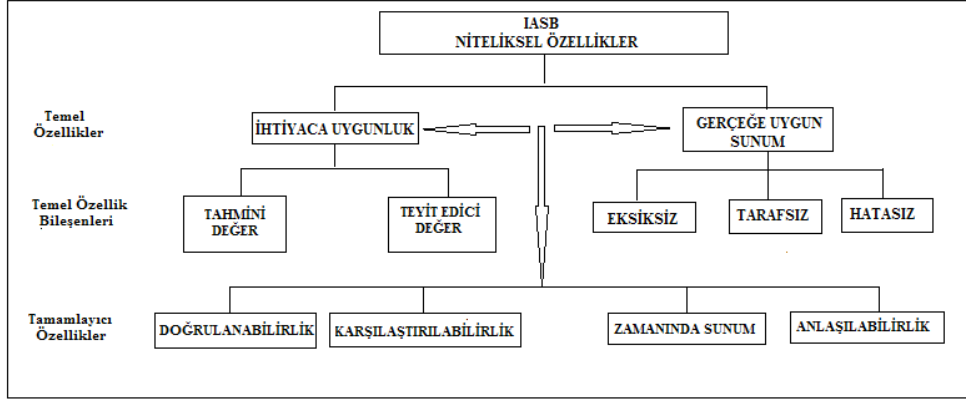 IASB
NİTELİKSEL ÖZELLİKLER
Temel
Özellikler
İHTİYACA UYGUNLUK
GERÇEĞE UYGUN
SUNUM
Temel Özellik
Bileşenleri
TAHMİNİ
DEĞER
TEYİT EDİCİ
DEĞER
EKSİKSİZ
TARAFSIZ
HATASIZ
Tamamlayıcı
Özellikler
DOĞRULANABİLİRLİK
KARŞILAŞTIRILABİLİRLİK
ZAMANINDA SUNUM
ANLAŞILABİLİRLİK